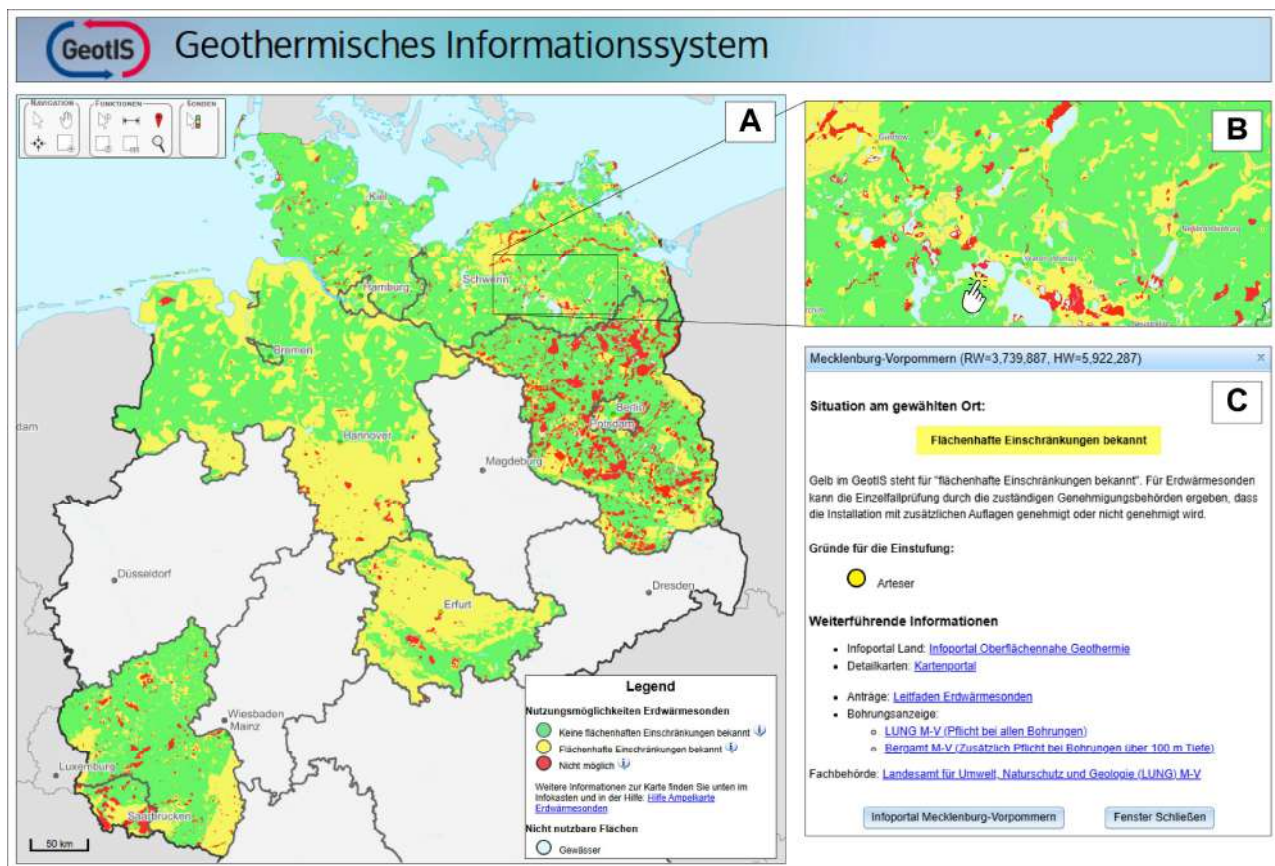 GeotIS
Geothermisches Informationssystem
NAVIGATION
FUNKTIONEN
SONDEN
A
Kiel
Hamburg
Schwerin
Bremen
Hannover
Berlin
Potsdam
Magdeburg
dam
Düsseldorf
Dresden
Erfurt
Wiesbaden
Mainz
Luxemburg
Saarbrücken
50 km
Legend
Nutzungsmöglichkeiten Erdwärmesonden
Keine flächenhaften Einschränkungen bekannt
Flächenhafte Einschränkungen bekannt
Nicht möglich
Weitere Informationen zur Karte finden Sie unten im
Infokasten und in der Hilfe: Hilfe Ampelkarte
Erdwärmesonden
Nicht nutzbare Flächen
Gewässer
B
Neubrandenburg
Mecklenburg-Vorpommern (RW=3,739,887, HW=5,922,287)
x
C
Situation am gewählten Ort:
Flächenhafte Einschränkungen bekannt
Gelb im GeotIS steht für "flächenhafte Einschränkungen bekannt". Für Erdwärmesonden
kann die Einzelfallprüfung durch die zuständigen Genehmigungsbehörden ergeben, dass
die Installation mit zusätzlichen Auflagen genehmigt oder nicht genehmigt wird.
Gründe für die Einstufung:
Arteser
Weiterführende Informationen
Infoportal Land: Infoportal Oberflächennahe Geothermie
Detailkarten: Kartenportal
Anträge: Leitfaden Erdwärmesonden
Bohrungsanzeige:
LUNG M-V (Pflicht bei allen Bohrungen)
Bergamt M-V (Zusätzlich Pflicht bei Bohrungen über 100 m Tiefe)
Fachbehörde: Landesamt für Umwelt, Naturschutz und Geologie (LUNG) M-V
Infoportal Mecklenburg-Vorpommern
Fenster Schließen